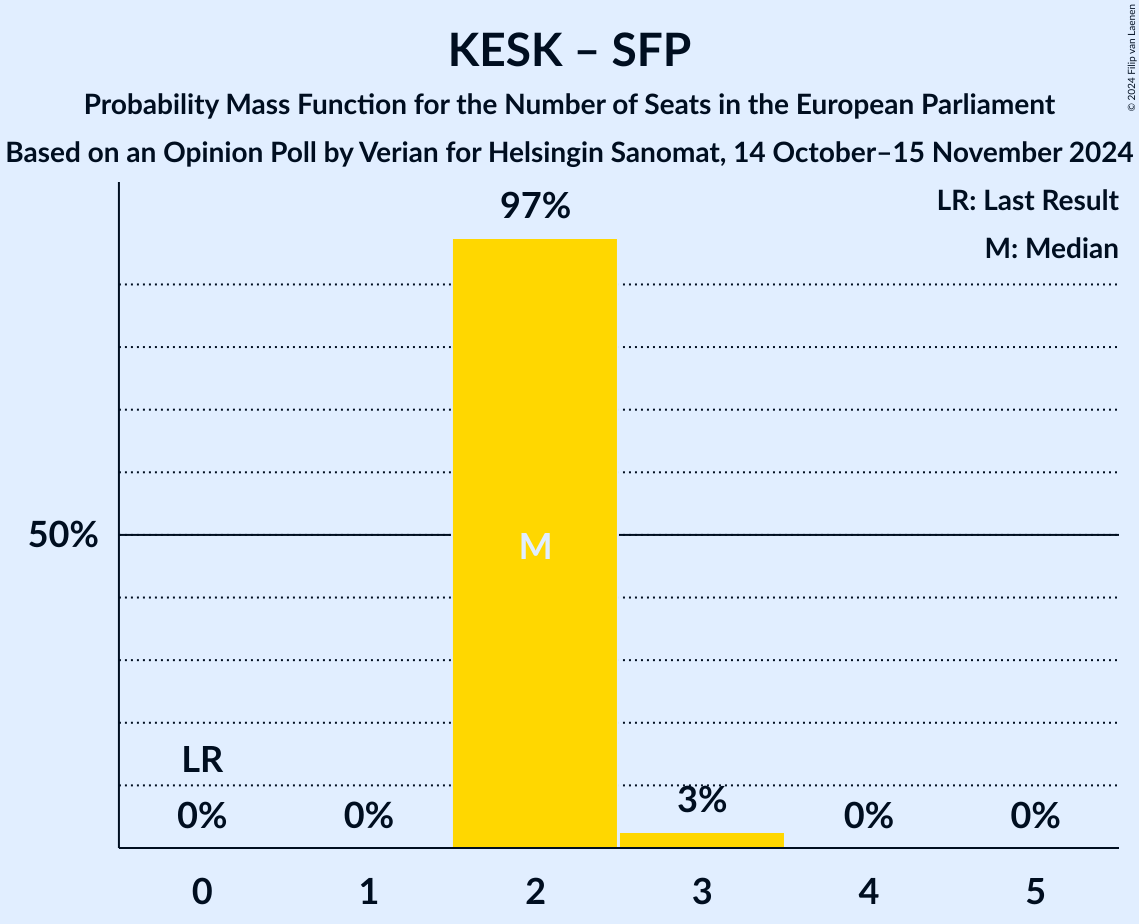 KESK – SFP
Probability Mass Function for the Number of Seats in the European Parliament
Based on an Opinion Poll by Verian for Helsingin Sanomat, 14 October–15 November 2024
© 2024 Filip van Laenen
LR: Last Result
M: Median
97%
50%
M
LR
0%
0%
3%
0%
0%
0
1
2
3
4
5